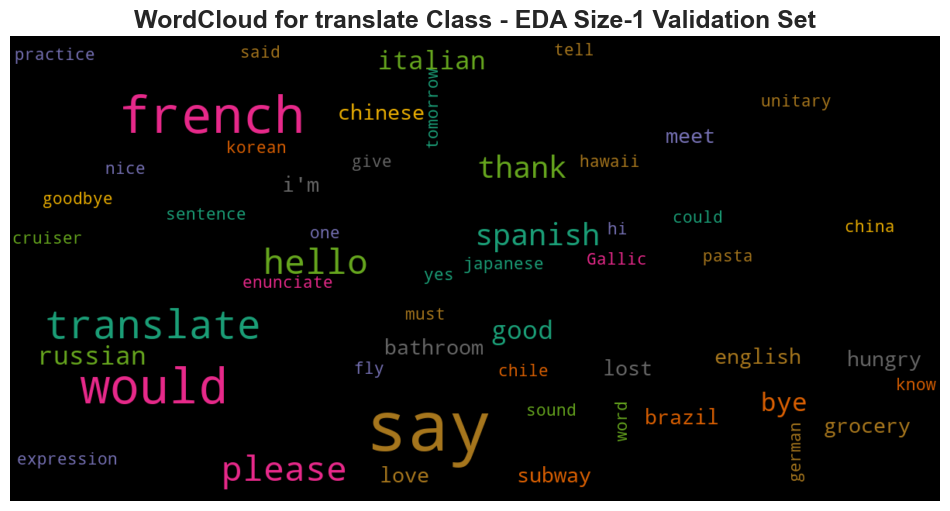 WordCloud for translate Class - EDA Size-1 Validation Set
practice
said
italian
tell
tomorrow
french
chinese
unitary
korean
meet
nice
give
thank
hawaii
i'm
goodbye
sentence
could
cruiser
one
spanish
hi
china
hello
japanese
Gallic
pasta
enunciate
yes
translate
must
good
russian
bathroom
english
hungry
would
fly
chile
lost
know
say
sound
word
brazil
bye
grocery
german
expression
please
love
subway